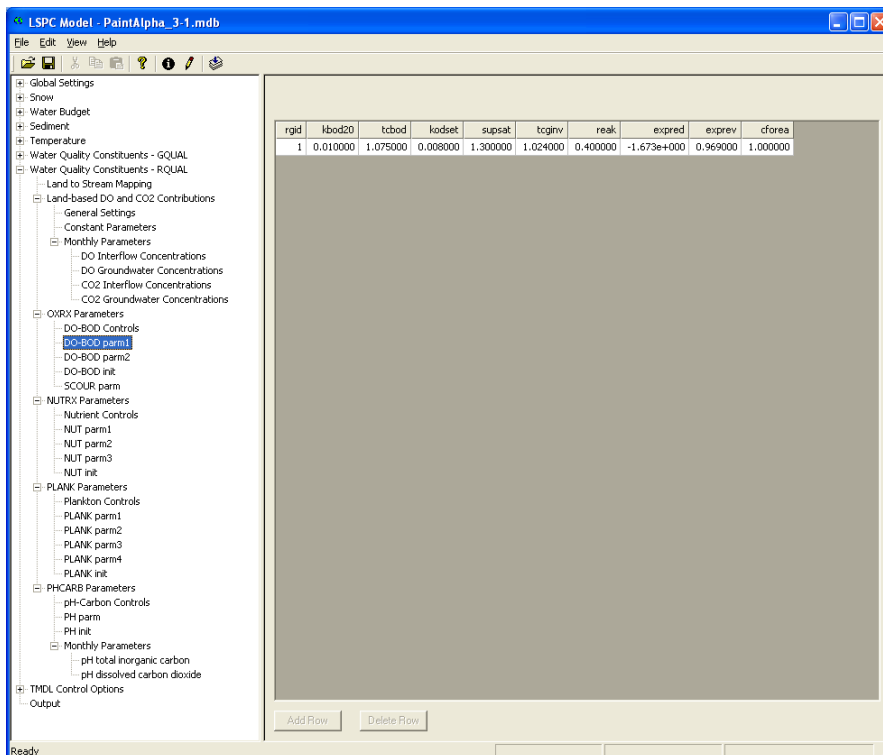 LSPC Model - PaintAlpha_3-1.mdb
File Edit View Help
Global Settings
Snow
Water Budget
Sediment
Temperature
Water Quality Constituents - GQUAL
Water Quality Constituents - RQUAL
Land to Stream Mapping
Land-based DO and CO2 Contributions
General Settings
Constant Parameters
Monthly Parameters
DO Interflow Concentrations
DO Groundwater Concentrations
CO2 Interflow Concentrations
CO2 Groundwater Concentrations
OXRX Parameters
DO-BOD Controls
DO-BOD parm1
DO-BOD parm2
DO-BOD init
SCOUR parm
NUTRX Parameters
Nutrient Controls
NUT parm1
NUT parm2
NUT parm3
NUT init
PLANK Parameters
Plankton Controls
PLANK parm1
PLANK parm2
PLANK parm3
PLANK parm4
PLANK init
PHCARB Parameters
pH-Carbon Controls
PH parm
PH init
Monthly Parameters
pH total inorganic carbon
pH dissolved carbon dioxide
TMDL Control Options
Output
rgid kbod20 tcbod kodset supsat tcginv reak expred exprev cforea
1 0.010000 1.075000 0.008000 1.300000 1.024000 0.400000 -1.673e+000 0.969000 1.000000
Add Row Delete Row
Ready